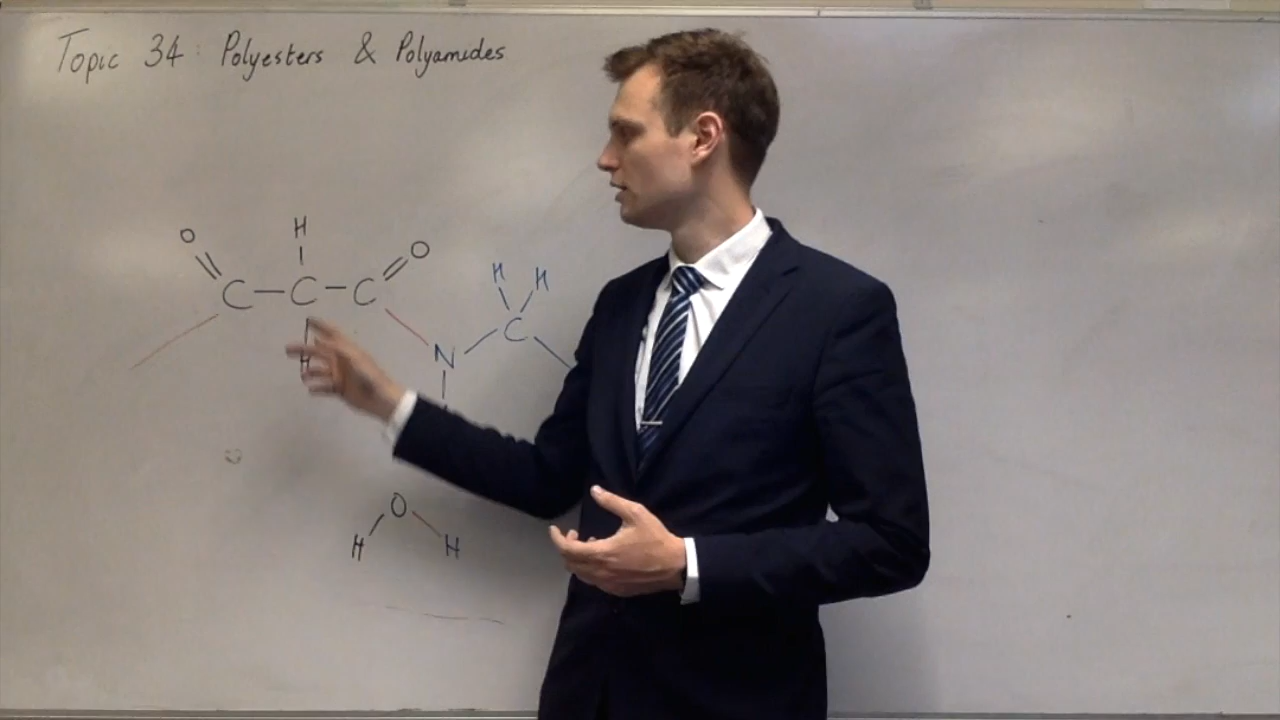 Topic 34: Polyesters & Polyamides
H
O O
H H
C C C
C
N
H
O
H H